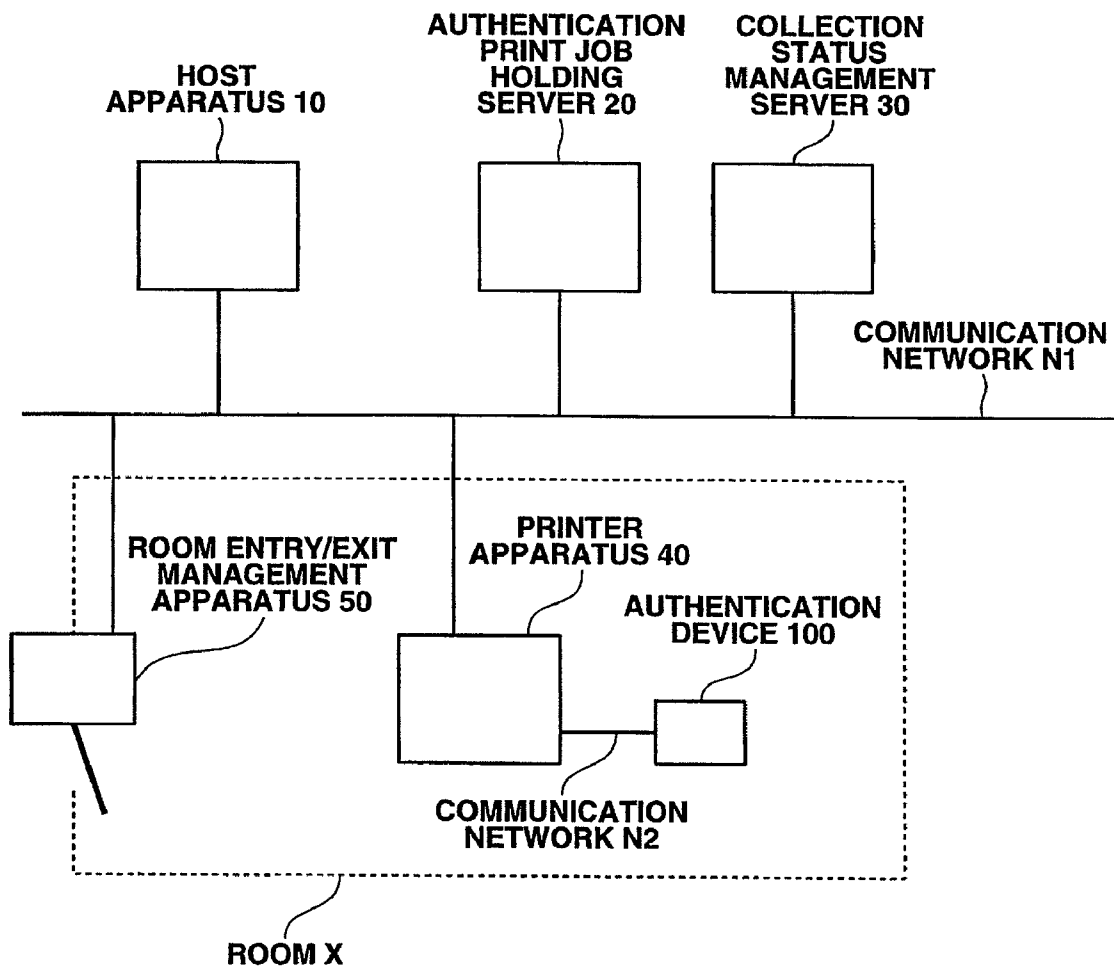 HOST
APPARATUS 10
AUTHENTICATION
PRINT JOB
HOLDING
SERVER 20
COLLECTION
STATUS
MANAGEMENT
SERVER 30
COMMUNICATION
NETWORK N1
ROOM ENTRY/EXIT
MANAGEMENT
APPARATUS 50
PRINTER
APPARATUS 40
AUTHENTICATION
DEVICE 100
COMMUNICATION
NETWORK N2
ROOM X